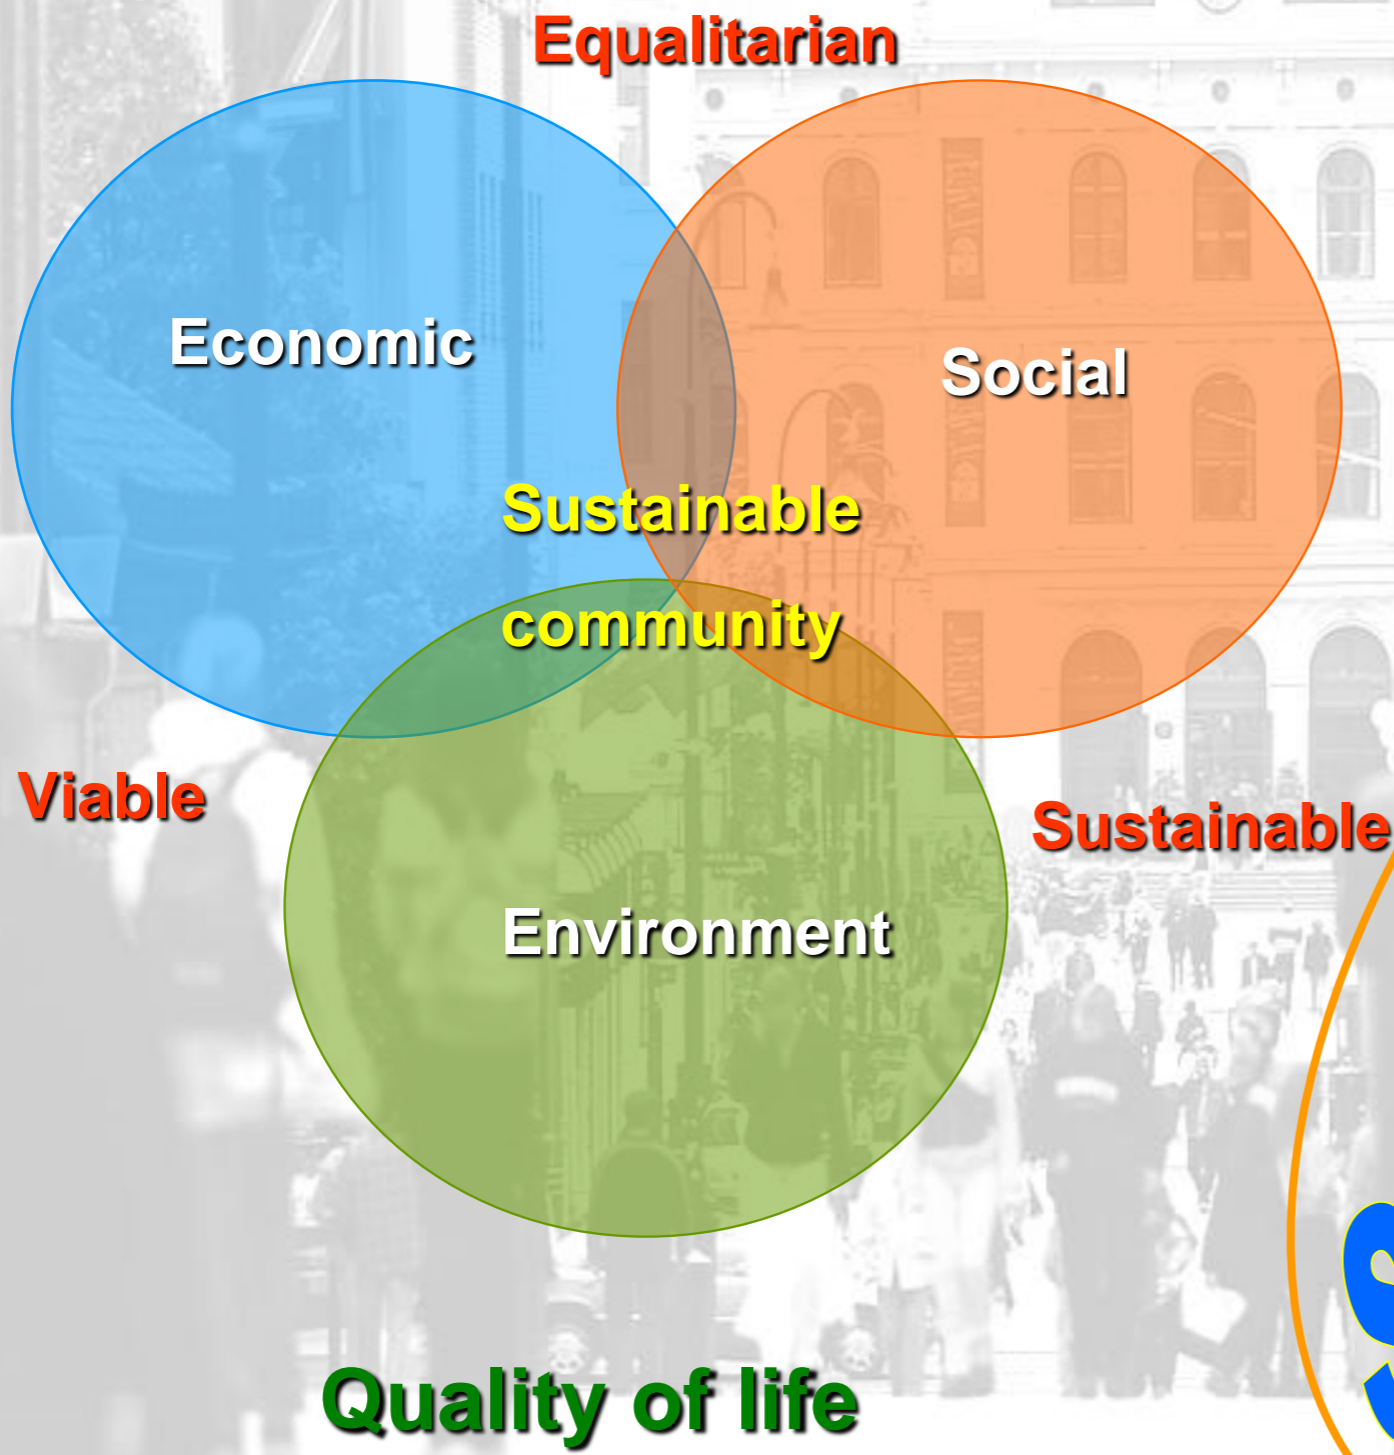 Equalitarian
Economic
Social
Sustainable
community
Viable
Sustainable
Environment
Quality of life